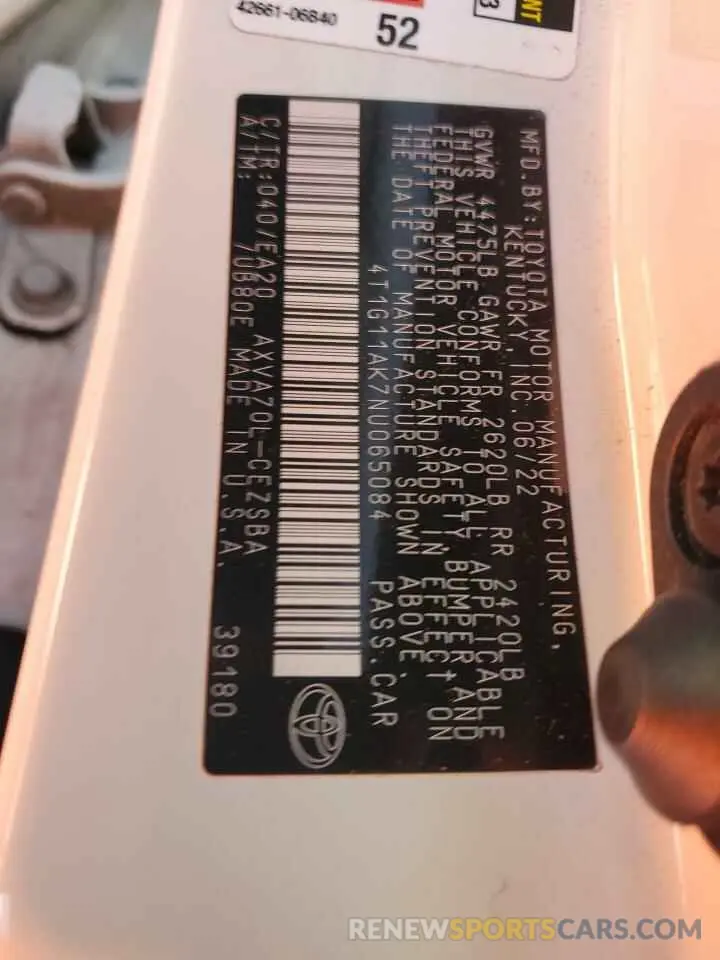 42661-06B40
52
NT
3
MFD.BY:TOYOTA MOTOR MANUFACTURING,
KENTUCKY, INC. 06/22
GVWR 4475LB GAWR FR 2620LB RR 2420LB
THIS VEHICLE CONFORMS TO ALL APPLICABLE
FEDERAL MOTOR VEHICLE SAFETY, BUMPER, AND
THEFT PREVENTION STANDARDS IN EFFECT ON
THE DATE OF MANUFACTURE SHOWN ABOVE.
4T1G11AK7NU065084 PASS.CAR
C/TR:040/EA20 AXVA70L-CEZSBA
A/TM: /UB80E MADE IN U.S.A. 39180
RENEWSPORTSCARS.COM